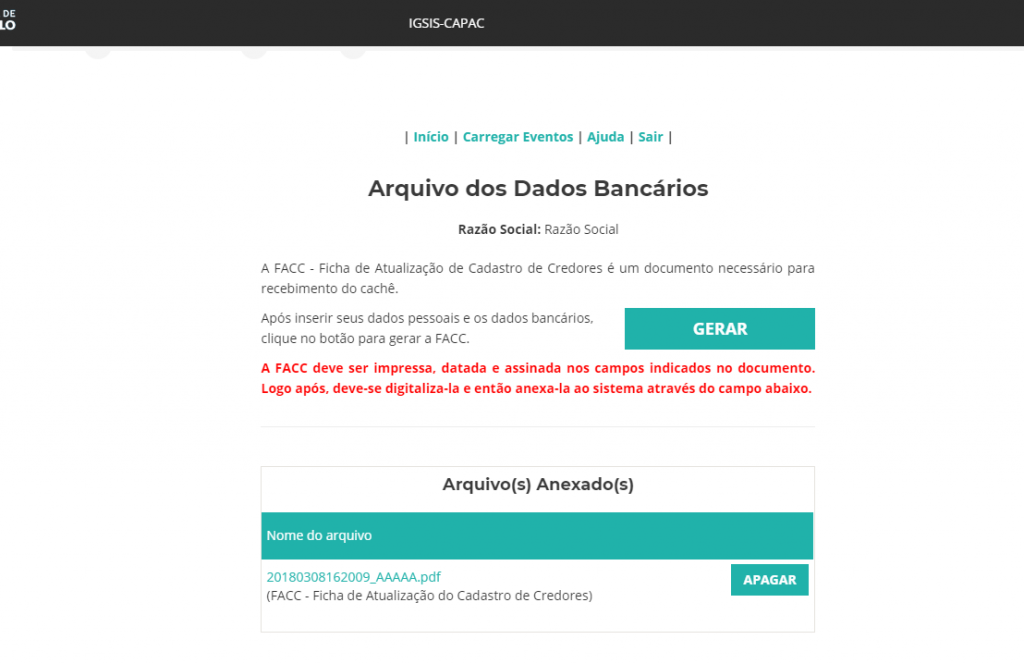 DE
LO
IGSIS-CAPAC
| Início | Carregar Eventos | Ajuda | Sair |
Arquivo dos Dados Bancários
Razão Social: Razão Social
A FACC - Ficha de Atualização de Cadastro de Credores é um documento necessário para
recebimento do cachê.
Após inserir seus dados pessoais e os dados bancários,
clique no botão para gerar a FACC.
GERAR
A FACC deve ser impressa, datada e assinada nos campos indicados no documento.
Logo após, deve-se digitaliza-la e então anexa-la ao sistema através do campo abaixo.
Arquivo(s) Anexado(s)
Nome do arquivo
20180308162009_AAAAA.pdf
(FACC - Ficha de Atualização do Cadastro de Credores)
APAGAR